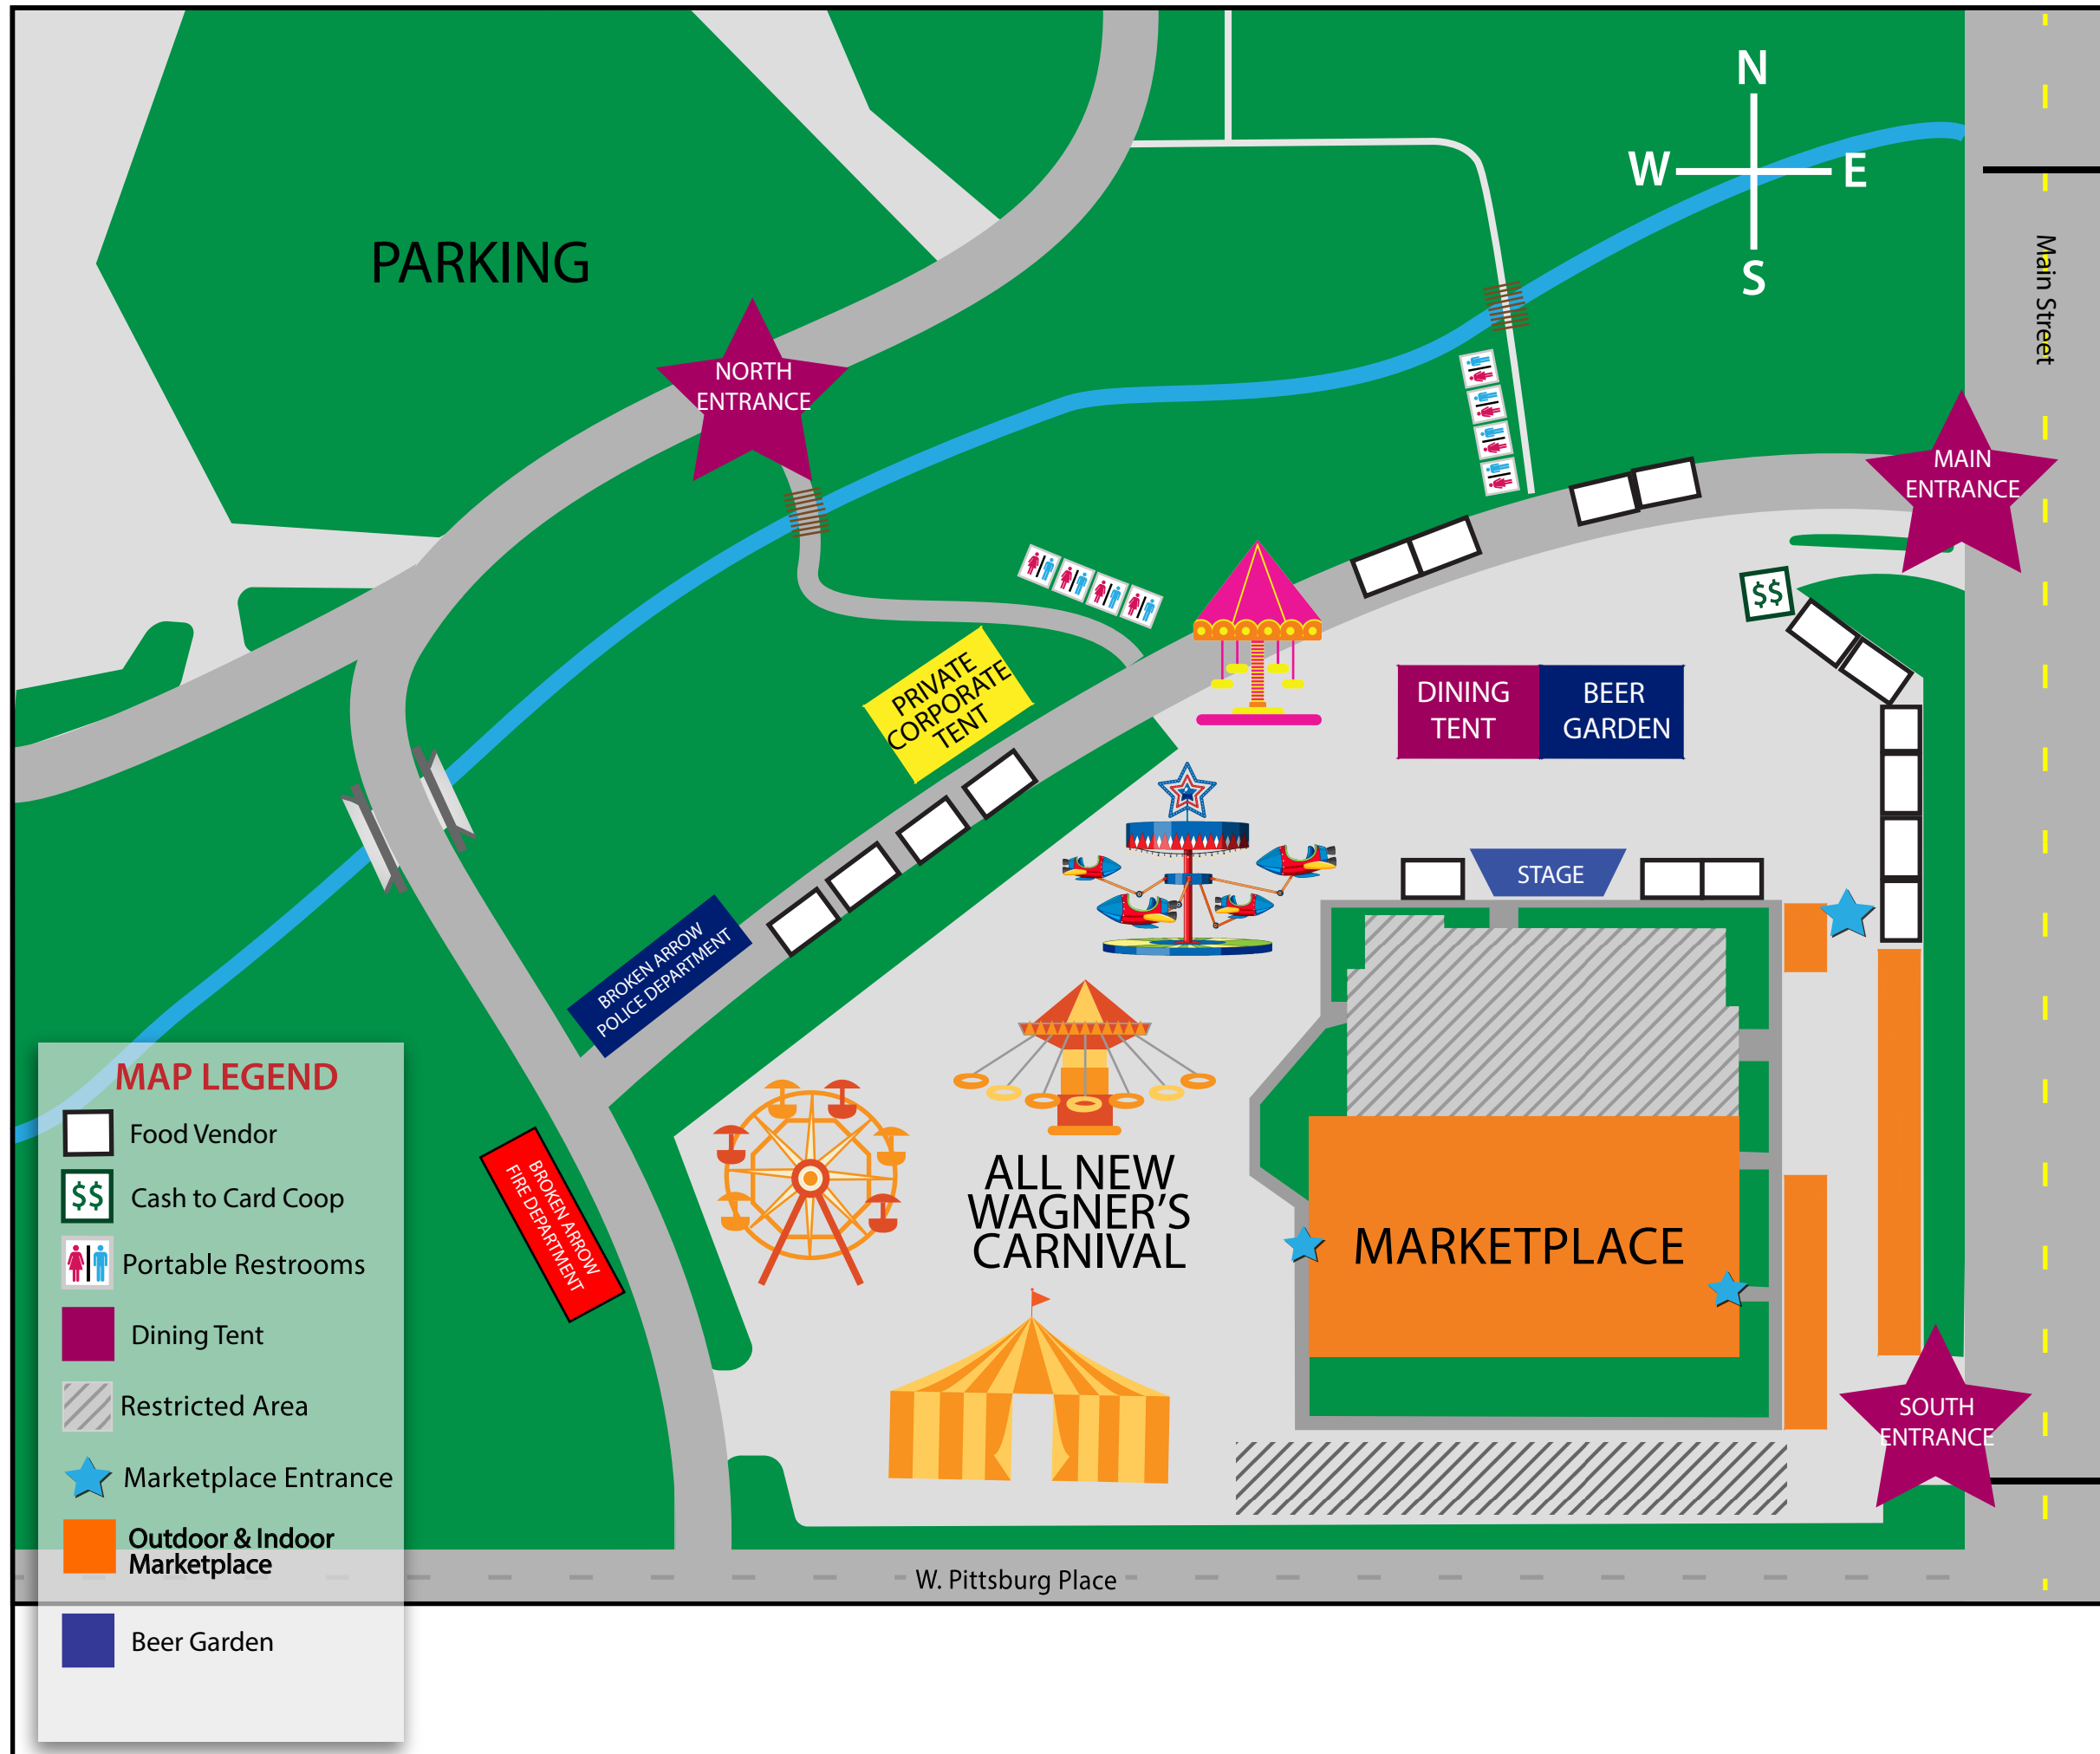 N
W
E
S
PARKING
Main Street
NORTH
ENTRANCE
MAIN
ENTRANCE
$$
PRIVATE
CORPORATE
TENT
DINING
TENT
BEER
GARDEN
STAGE
BROKEN ARROW
POLICE DEPARTMENT
BROKEN ARROW
FIRE DEPARTMENT
ALL NEW
WAGNER'S
CARNIVAL
MARKETPLACE
SOUTH
ENTRANCE
W. Pittsburg Place
MAP LEGEND
Food Vendor
$$
Cash to Card Coop
Portable Restrooms
Dining Tent
Restricted Area
Marketplace Entrance
Outdoor & Indoor
Marketplace
Beer Garden